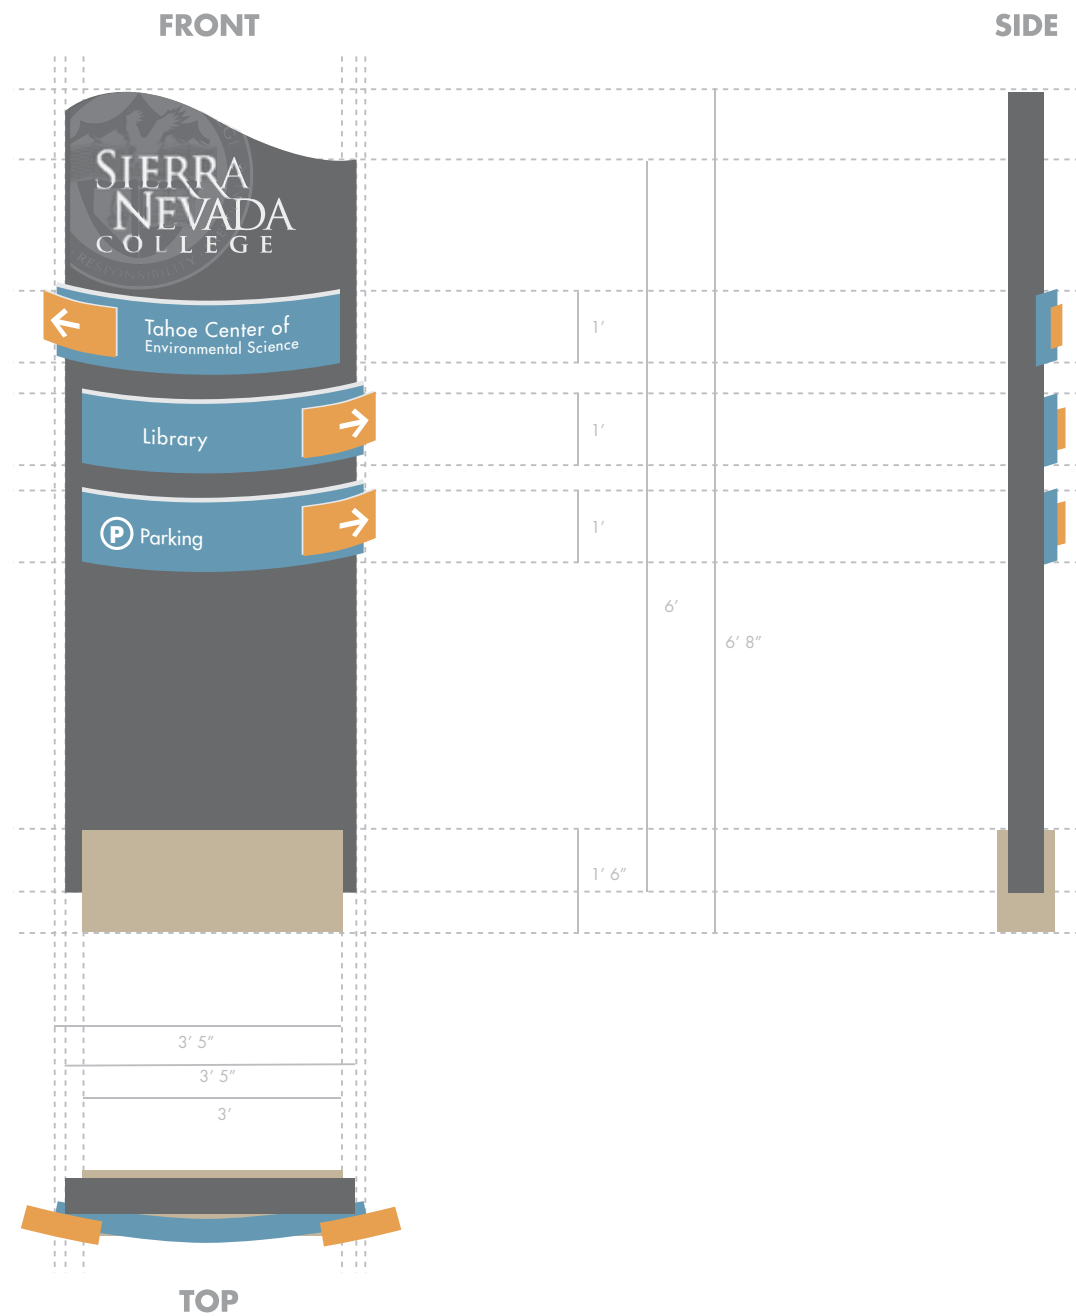 FRONT
SIDE
SIERRA
NEVADA
COLLEGE
RESPONSIBILITY
Tahoe Center of
Environmental Science
1’
Library
1’
P Parking
1’
6’
6’ 8”
1’ 6”
3’ 5”
3’ 5”
3’
TOP